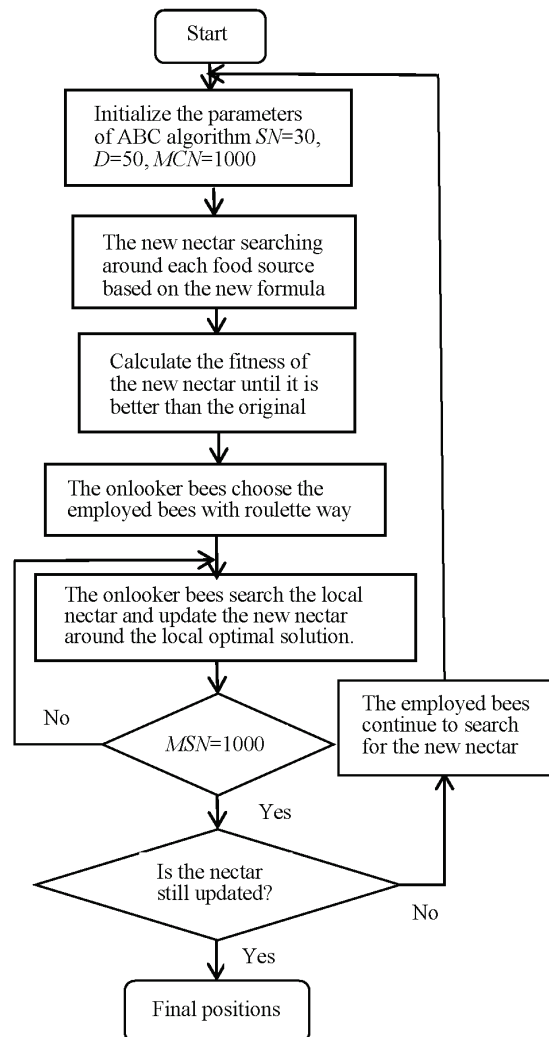 Start
Initialize the parameters
of ABC algorithm SN=30,
D=50, MCN=1000
The new nectar searching
around each food source
based on the new formula
Calculate the fitness of
the new nectar until it is
better than the original
The onlooker bees choose the
employed bees with roulette way
The onlooker bees search the local
nectar and update the new nectar
around the local optimal solution.
No
MSN=1000
The employed bees
continue to search
for the new nectar
Yes
Is the nectar
still updated?
No
Yes
Final positions